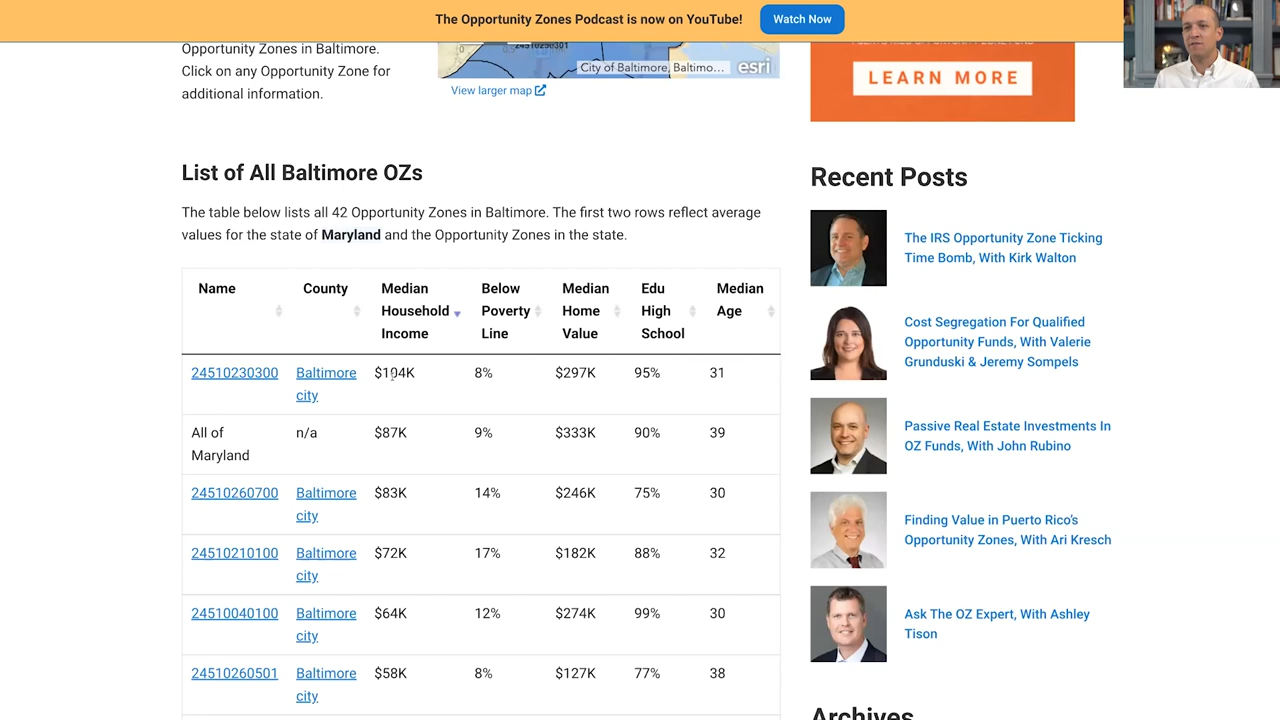 The Opportunity Zones Podcast is now on YouTube!
Watch Now
Opportunity Zones in Baltimore.
Click on any Opportunity Zone for
additional information.
24510250301
City of Baltimore, Baltimo...
esri
View larger map
LEARN MORE
List of All Baltimore OZs
The table below lists all 42 Opportunity Zones in Baltimore. The first two rows reflect average
values for the state of Maryland and the Opportunity Zones in the state.
Name County Median Household Income Below Poverty Line Median Home Value Edu High School Median Age
24510230300 Baltimore city $104K 8% $297K 95% 31
All of Maryland n/a $87K 9% $333K 90% 39
24510260700 Baltimore city $83K 14% $246K 75% 30
24510210100 Baltimore city $72K 17% $182K 88% 32
24510040100 Baltimore city $64K 12% $274K 99% 30
24510260501 Baltimore city $58K 8% $127K 77% 38
Recent Posts
The IRS Opportunity Zone Ticking
Time Bomb, With Kirk Walton
Cost Segregation For Qualified
Opportunity Funds, With Valerie
Grunduski & Jeremy Sompels
Passive Real Estate Investments In
OZ Funds, With John Rubino
Finding Value in Puerto Rico's
Opportunity Zones, With Ari Kresch
Ask The OZ Expert, With Ashley
Tison
Archives